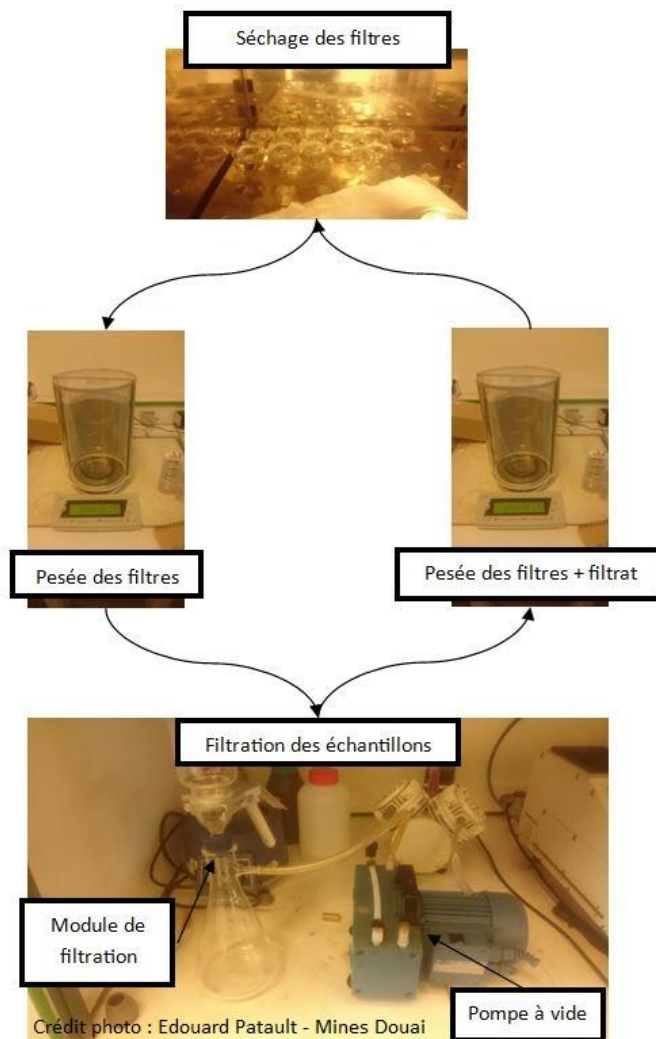 Séchage des filtres
Pesée des filtres
Pesée des filtres + filtrat
Filtration des échantillons
Module de
filtration
Pompe à vide
Crédit photo : Edouard Patault - Mines Douai